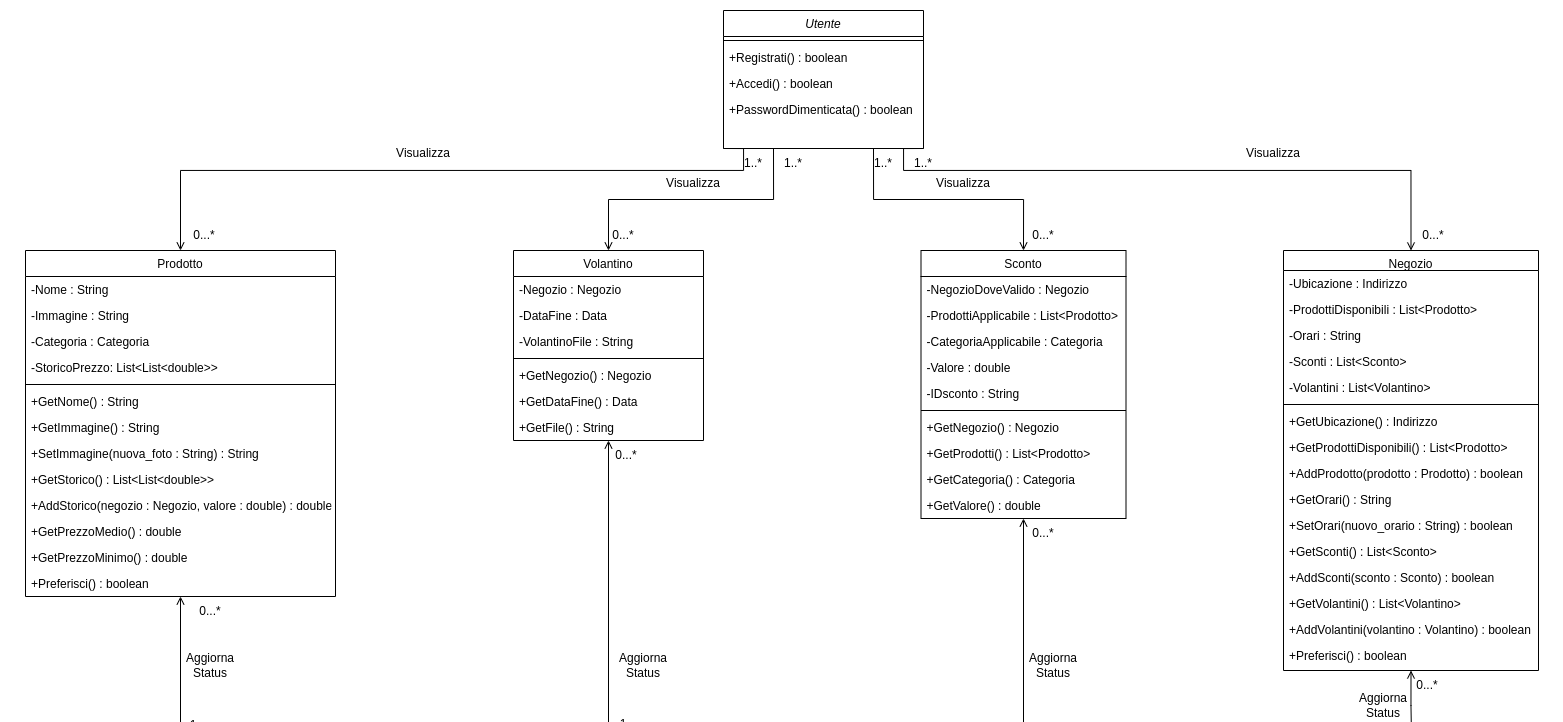 Utente
+Registrati() : boolean
+Accedi() : boolean
+PasswordDimenticata() : boolean
Visualizza
1..*
1..*
1..*
1..*
Visualizza
Visualizza
Visualizza
0...*
0...*
0...*
0...*
Prodotto
-Nome : String
-Immagine : String
-Categoria : Categoria
-StoricoPrezzo: List<List<double>>
+GetNome() : String
+GetImmagine() : String
+SetImmagine(nuova_foto : String) : String
+GetStorico() : List<List<double>>
+AddStorico(negozio : Negozio, valore : double) : double
+GetPrezzoMedio() : double
+GetPrezzoMinimo() : double
+Preferisci() : boolean
0...*
Aggiorna
Status
Volantino
-Negozio : Negozio
-DataFine : Data
-VolantinoFile : String
+GetNegozio() : Negozio
+GetDataFine() : Data
+GetFile() : String
0...*
Aggiorna
Status
Sconto
-NegozioDoveValido : Negozio
-ProdottiApplicabile : List<Prodotto>
-CategoriaApplicabile : Categoria
-Valore : double
-IDsconto : String
+GetNegozio() : Negozio
+GetProdotti() : List<Prodotto>
+GetCategoria() : Categoria
+GetValore() : double
0...*
Aggiorna
Status
Negozio
-Ubicazione : Indirizzo
-ProdottiDisponibili : List<Prodotto>
-Orari : String
-Sconti : List<Sconto>
-Volantini : List<Volantino>
+GetUbicazione() : Indirizzo
+GetProdottiDisponibili() : List<Prodotto>
+AddProdotto(prodotto : Prodotto) : boolean
+GetOrari() : String
+SetOrari(nuovo_orario : String) : boolean
+GetSconti() : List<Sconto>
+AddSconti(sconto : Sconto) : boolean
+GetVolantini() : List<Volantino>
+AddVolantini(volantino : Volantino) : boolean
+Preferisci() : boolean
0...*
Aggiorna
Status